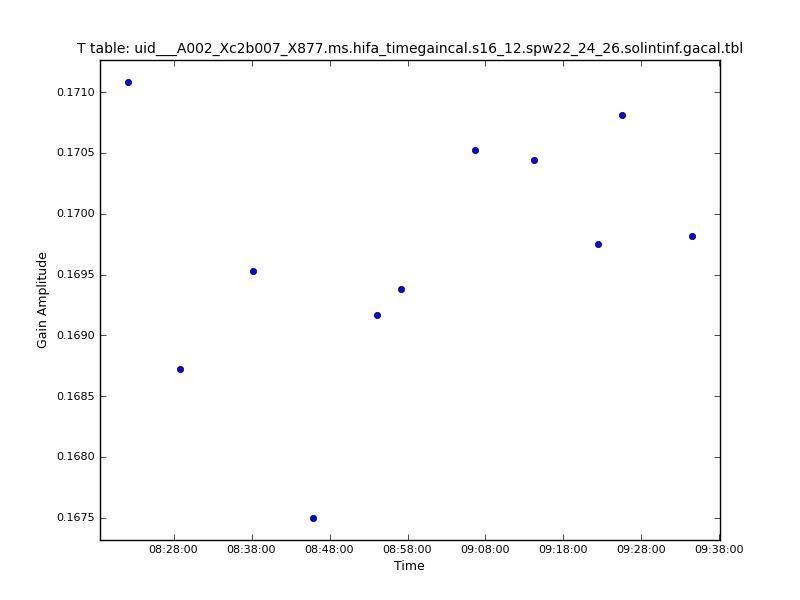 T table: uid___A002_Xc2b007_X877.ms.hifa_timegaincal.s16_12.spw22_24_26.solintinf.gacal.tbl
Gain Amplitude
0.1710
0.1705
0.1700
0.1695
0.1690
0.1685
0.1680
0.1675
08:28:00 08:38:00 08:48:00 08:58:00 09:08:00 09:18:00 09:28:00 09:38:00
Time